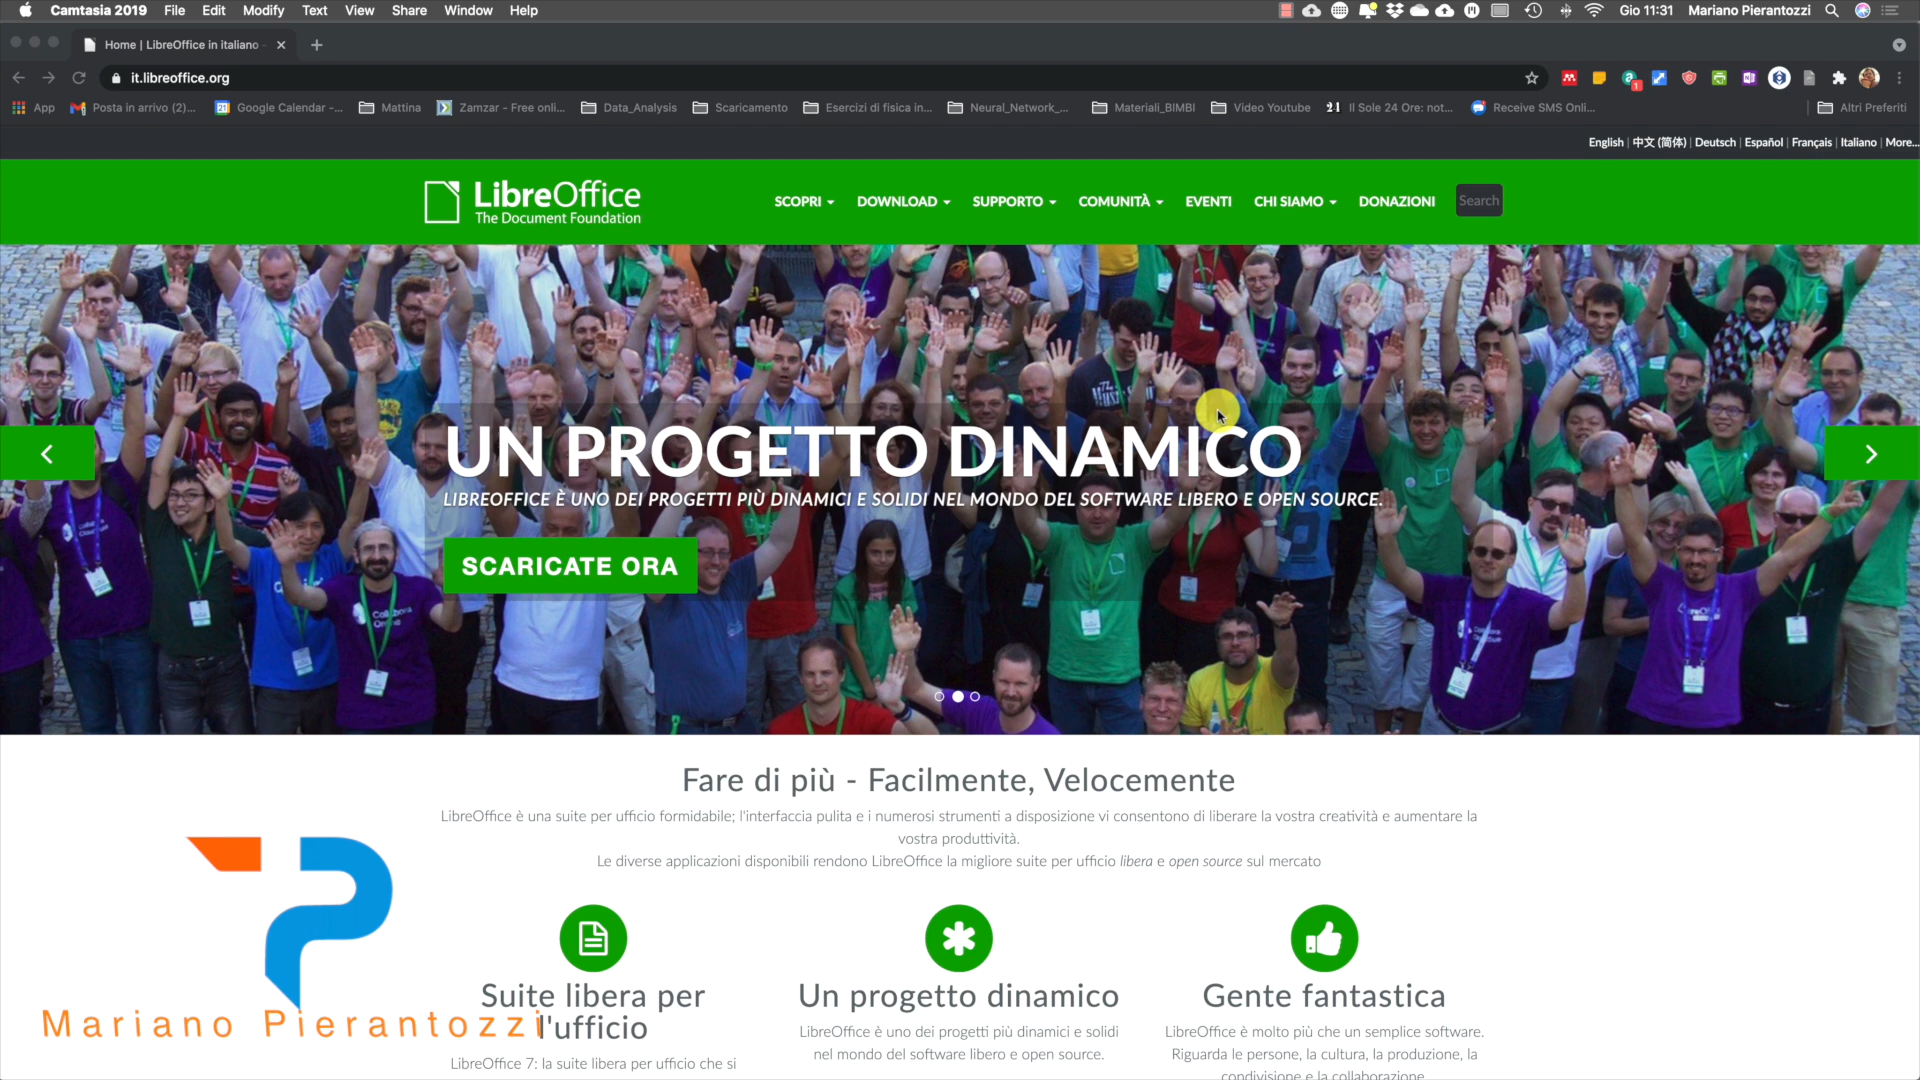 Camtasia 2019 File Edit Modify Text View Share Window Help Gio 11:31 Mariano Pierantozzi
Home | LibreOffice in italiano -
it.libreoffice.org
App Posta in arrivo (2)... Google Calendar -... Mattina Zamzar - Free onli... Data_Analysis Scaricamento Esercizi di fisica in... Neural_Network_... Materiali_BIMBI Video Youtube 24 Il Sole 24 Ore: not... Receive SMS Onli... Altri Preferiti
English | 中文 (简体) | Deutsch | Español | Français | Italiano | More...
LibreOffice
The Document Foundation
SCOPRI DOWNLOAD SUPPORTO COMUNITÀ EVENTI CHI SIAMO DONAZIONI Search
UN PROGETTO DINAMICO
LIBREOFFICE È UNO DEI PROGETTI PIÙ DINAMICI E SOLIDI NEL MONDO DEL SOFTWARE LIBERO E OPEN SOURCE.
SCARICATE ORA
Fare di più - Facilmente, Velocemente
LibreOffice è una suite per ufficio formidabile; l'interfaccia pulita e i numerosi strumenti a disposizione vi consentono di liberare la vostra creatività e aumentare la
vostra produttività.
Le diverse applicazioni disponibili rendono LibreOffice la migliore suite per ufficio libera e open source sul mercato
Suite libera per
l'ufficio
LibreOffice 7: la suite libera per ufficio che si
Un progetto dinamico
LibreOffice è uno dei progetti più dinamici e solidi
nel mondo del software libero e open source.
Gente fantastica
LibreOffice è molto più che un semplice software.
Riguarda le persone, la cultura, la produzione, la
condivisione e la collaborazione
Mariano Pierantozzi